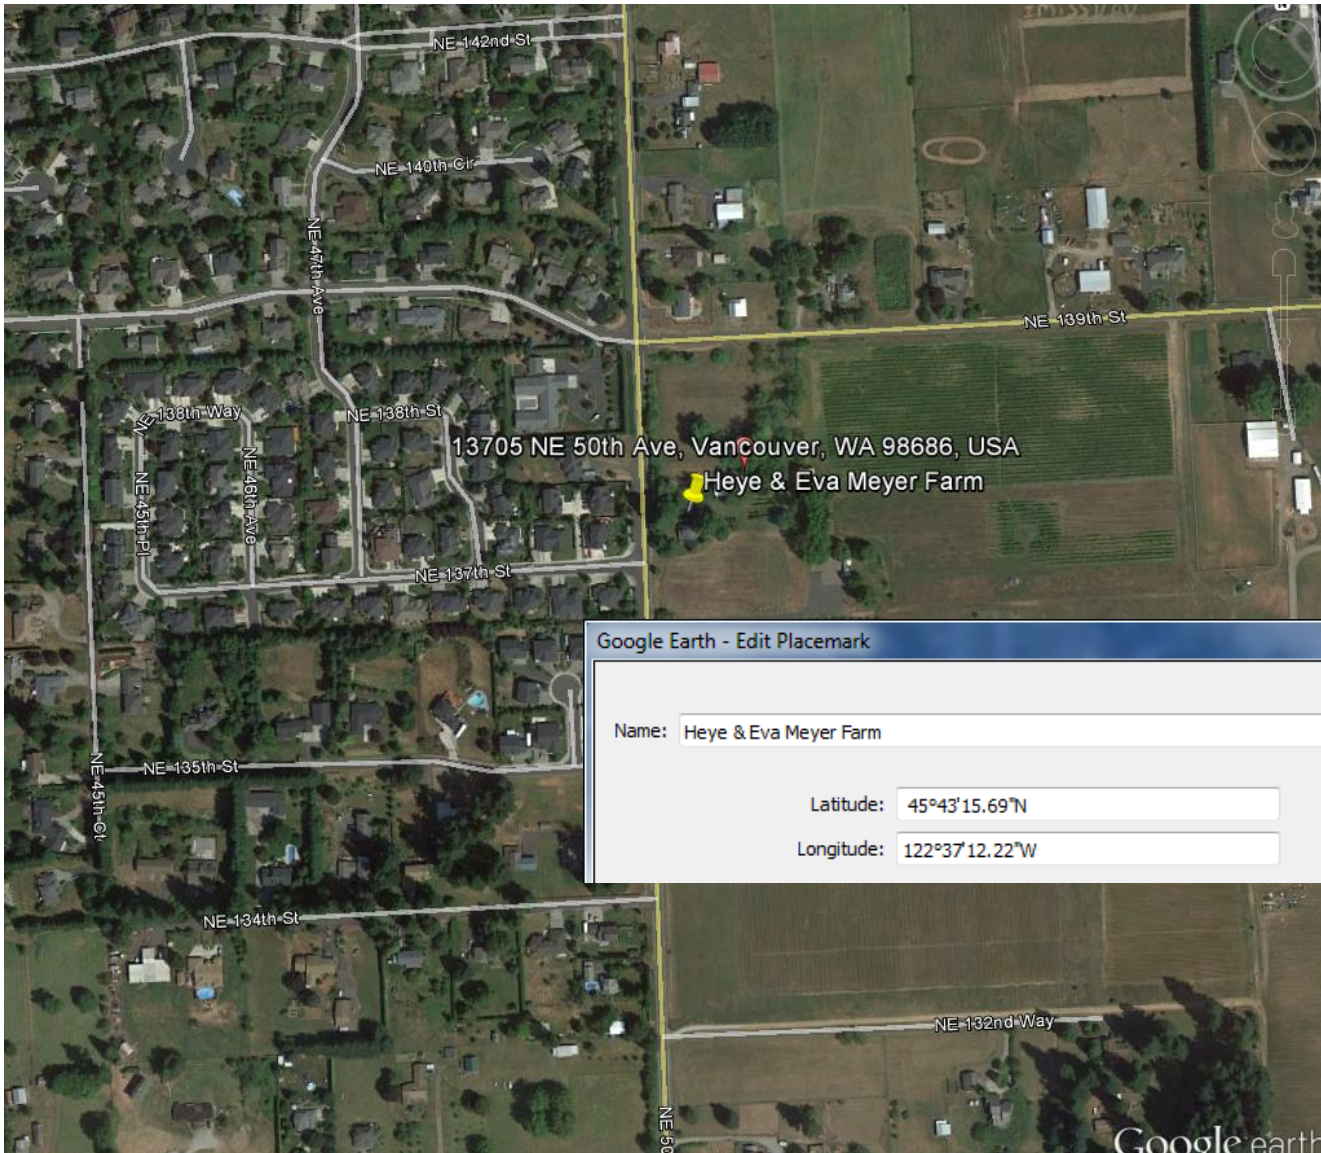 NE 142nd St
NE 140th Cir
NE 47th Ave
NE 139th St
NE 138th Way
NE 138th St
13705 NE 50th Ave, Vancouver, WA 98686, USA
Heye & Eva Meyer Farm
NE 46th Ave
NE 45th Pl
NE 137th St
Google Earth - Edit Placemark
Name: Heye & Eva Meyer Farm
NE 135th St
NE 45th Ct
Latitude: 45°43'15.69"N
Longitude: 122°37'12.22"W
NE 134th St
NE 132nd Way
NE 50
Google earth